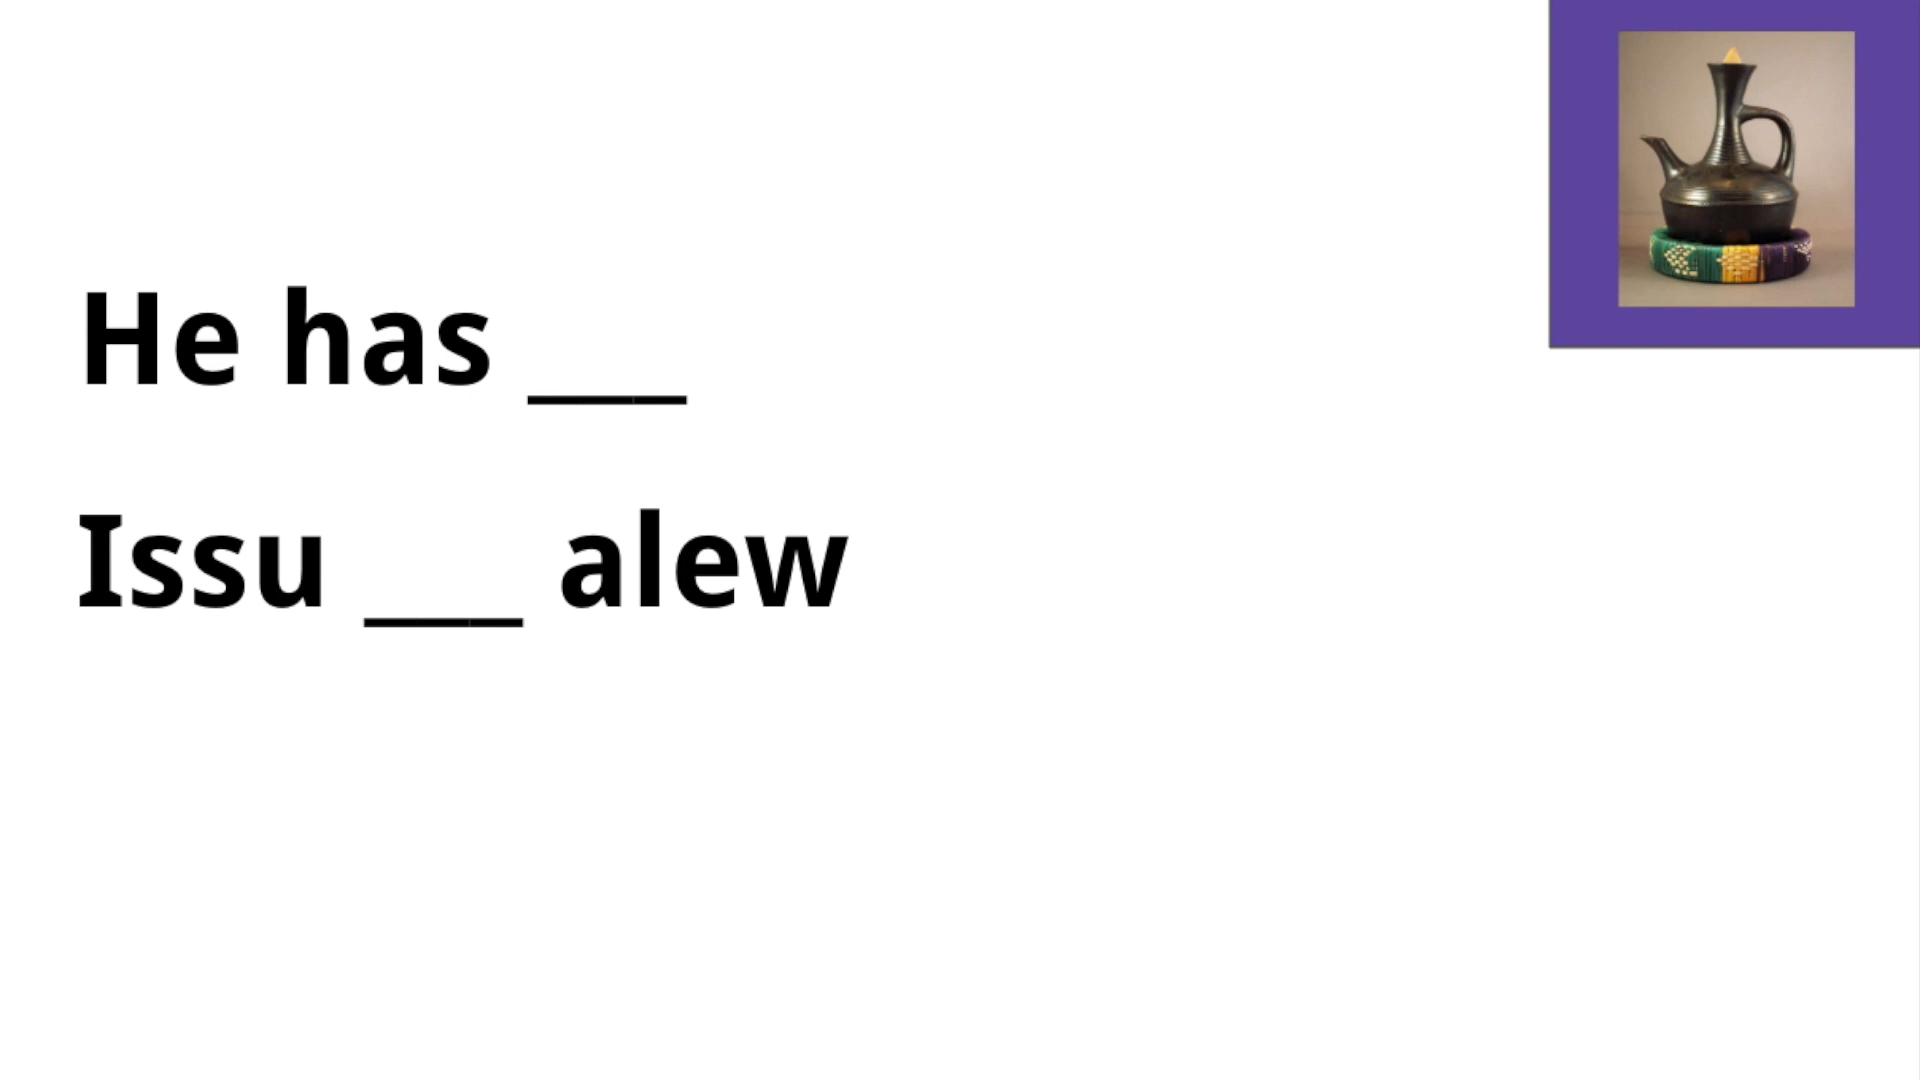 He has ___
Issu ___ alew